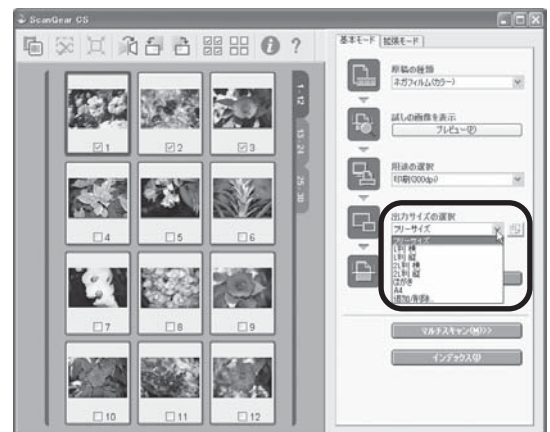 ScanGear CS
基本モード
拡張モード
1 - 12
13 - 24
25 - 30
1
2
3
4
5
6
7
8
9
10
11
12
原稿の種類
ネガフィルム(カラー)
試しの画像を表示
プレビュー(P)
用途の選択
印刷(300dpi)
出力サイズの選択
フリーサイズ
フリーサイズ
L判 横
L判 縦
2L判 横
2L判 縦
はがき
A4
追加/削除...
マルチスキャン(M)>>
インデックス(I)